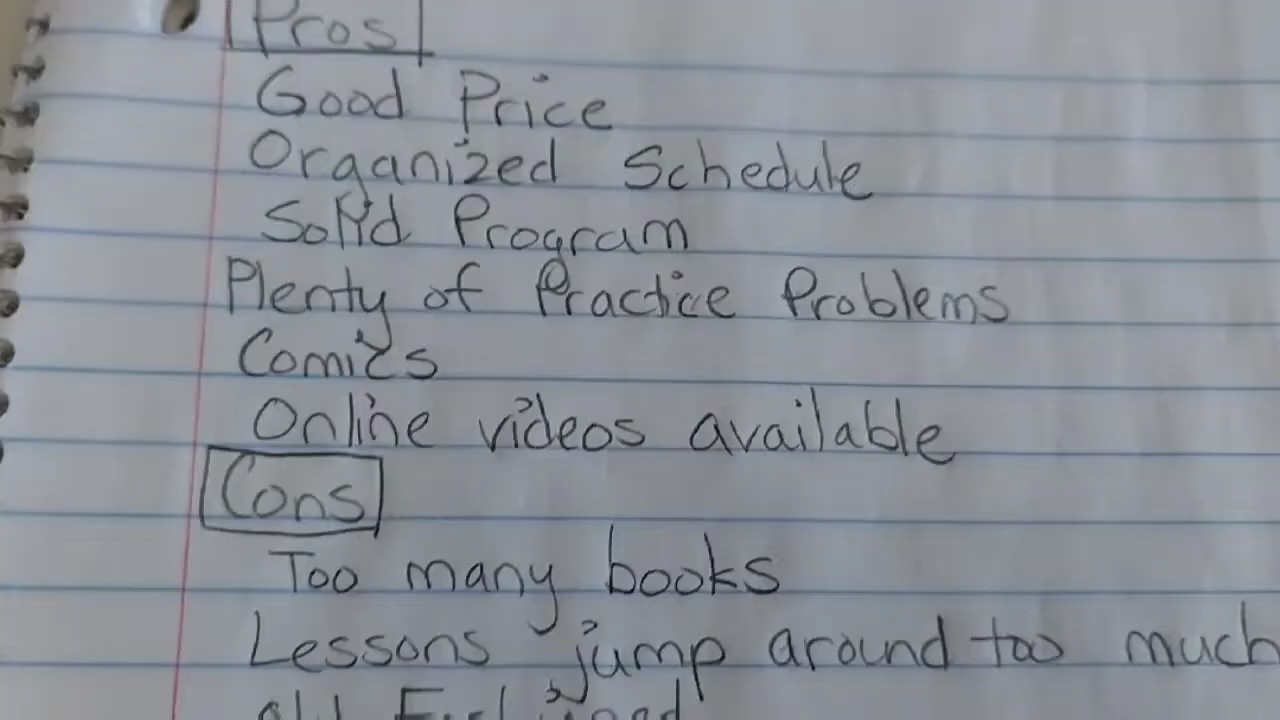 Pros
Good Price
Organized Schedule
Solid Program
Plenty of Practice Problems
Comics
Online videos available
Cons
Too many books
Lessons jump around too much